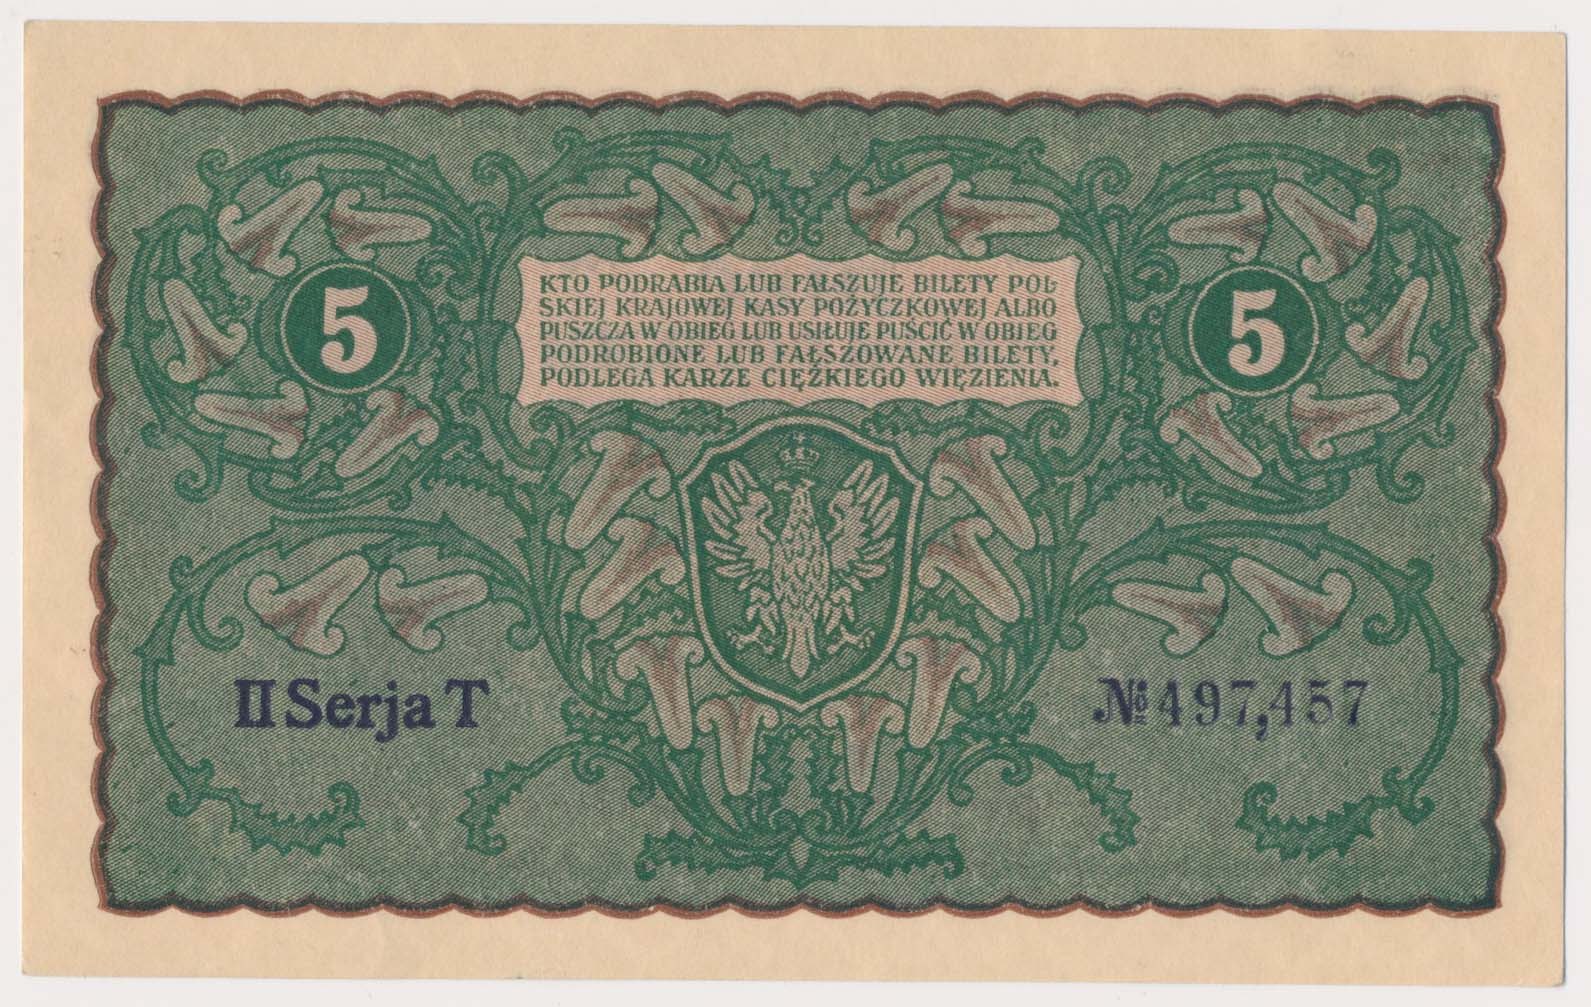 5
KTO PODRABIA LUB FAŁSZUJE BILETY POL-
SKIEJ KRAJOWEJ KASY POŻYCZKOWEJ ALBO
PUSZCZA W OBIEG LUB USIŁUJE PUŚCIĆ W OBIEG
PODROBIONE LUB FAŁSZOWANE BILETY,
PODLEGA KARZE CIĘŻKIEGO WIĘZIENIA.
5
II Serja T
№ 497,457